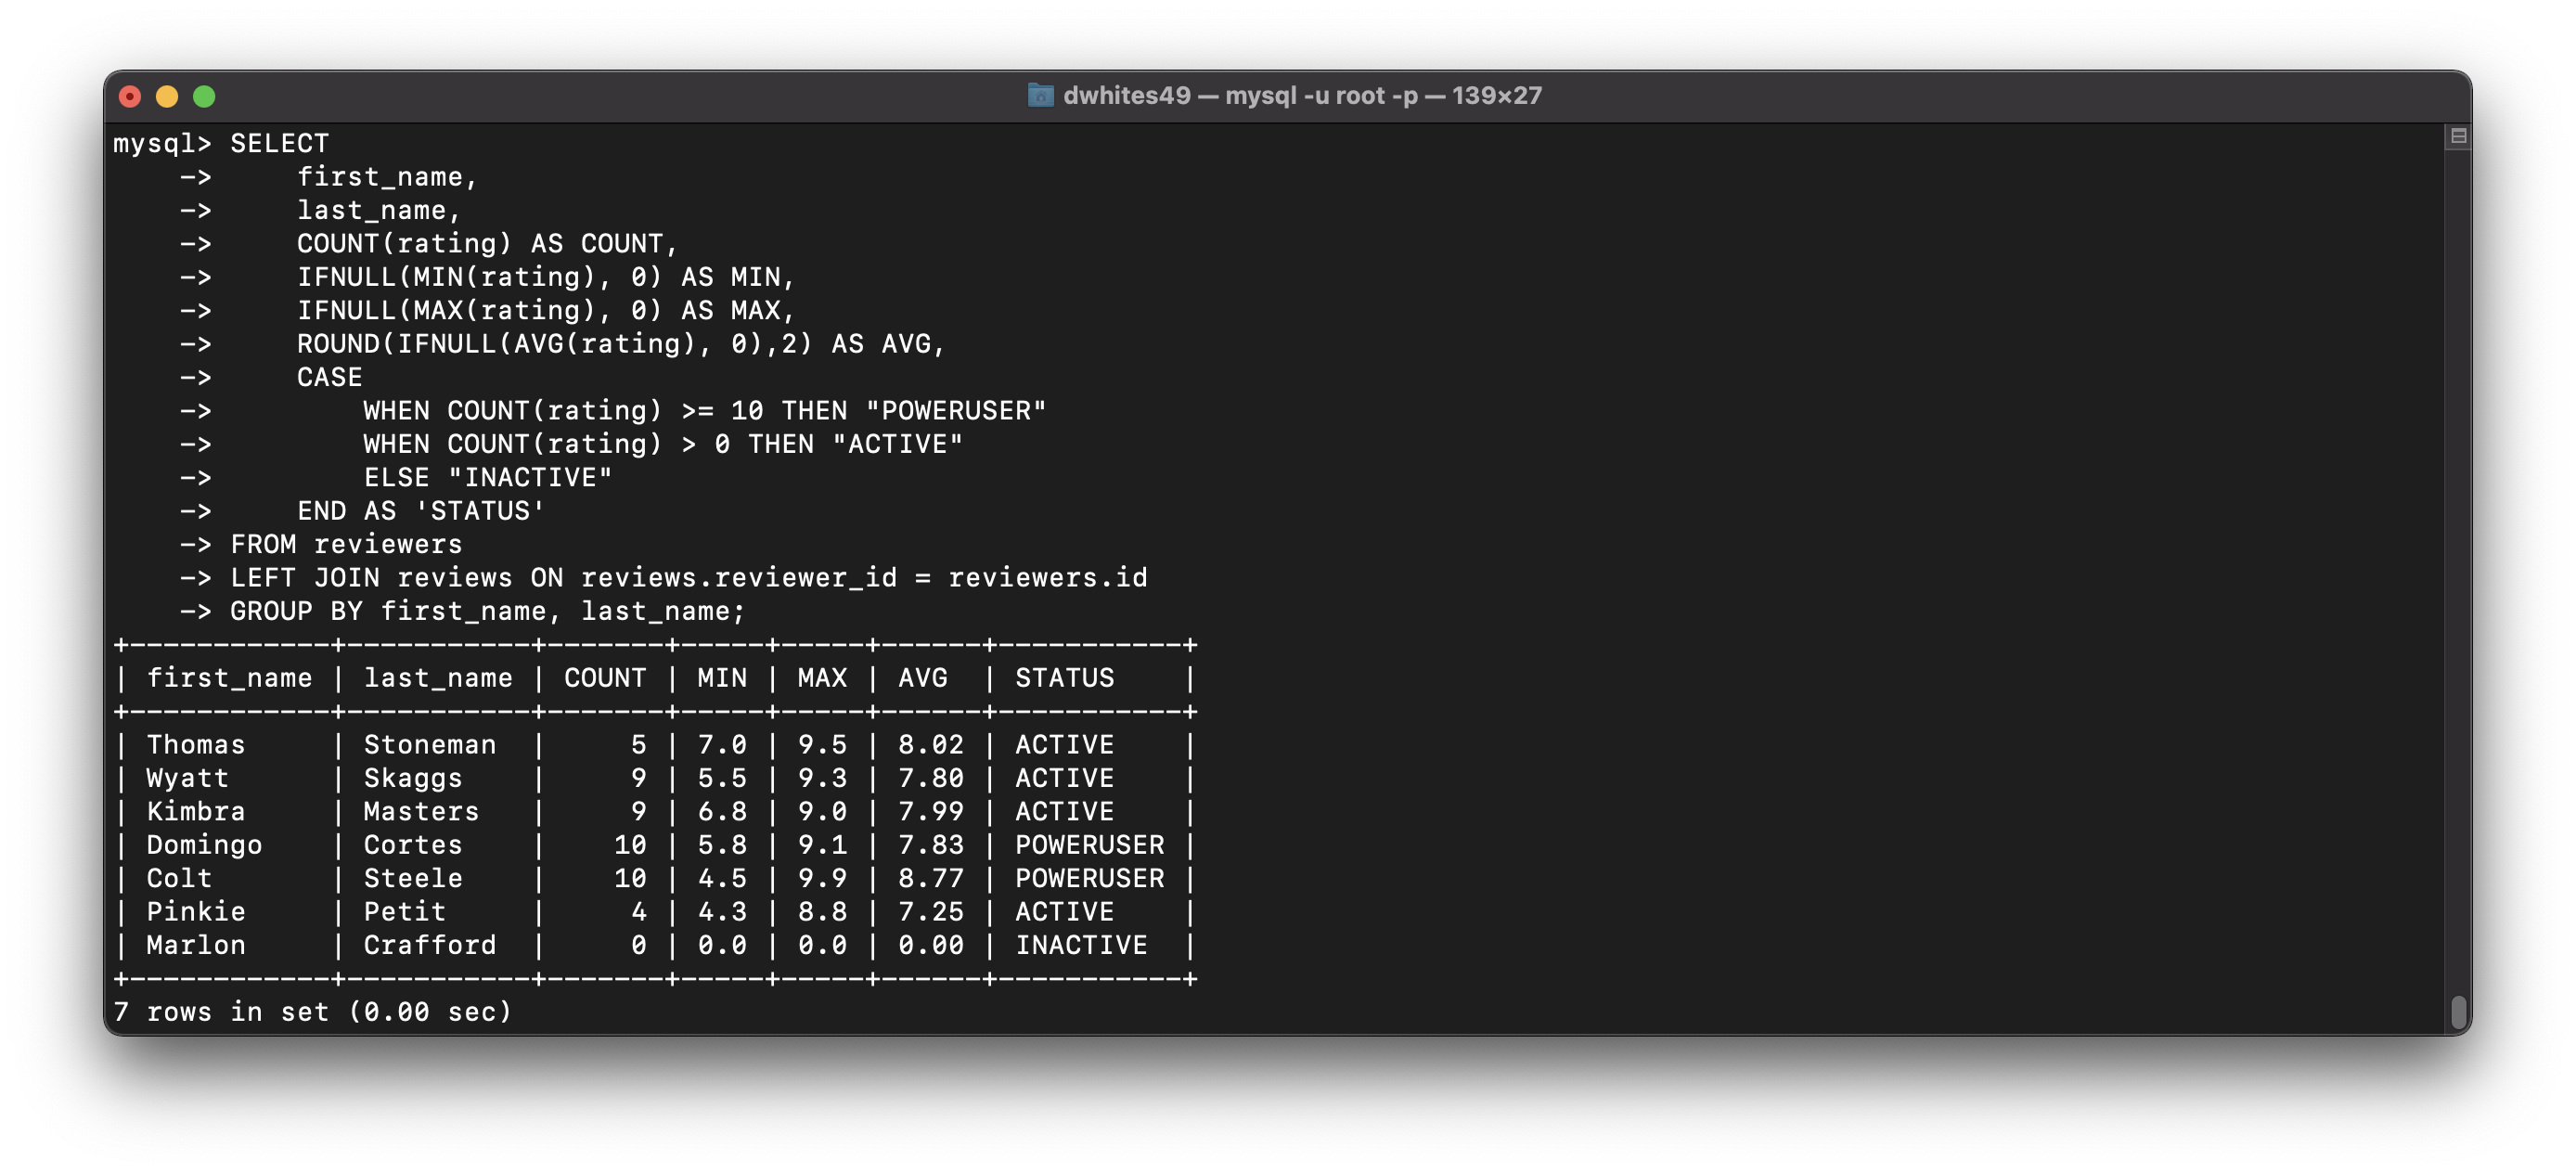 dwhites49 — mysql -u root -p — 139×27
mysql> SELECT
    ->     first_name,
    ->     last_name,
    ->     COUNT(rating) AS COUNT,
    ->     IFNULL(MIN(rating), 0) AS MIN,
    ->     IFNULL(MAX(rating), 0) AS MAX,
    ->     ROUND(IFNULL(AVG(rating), 0),2) AS AVG,
    ->     CASE
    ->         WHEN COUNT(rating) >= 10 THEN "POWERUSER"
    ->         WHEN COUNT(rating) > 0 THEN "ACTIVE"
    ->         ELSE "INACTIVE"
    ->     END AS 'STATUS'
    -> FROM reviewers
    -> LEFT JOIN reviews ON reviews.reviewer_id = reviewers.id
    -> GROUP BY first_name, last_name;
+------------+-----------+-------+-----+-----+------+-----------+
| first_name | last_name | COUNT | MIN | MAX | AVG  | STATUS    |
+------------+-----------+-------+-----+-----+------+-----------+
| Thomas     | Stoneman  |     5 | 7.0 | 9.5 | 8.02 | ACTIVE    |
| Wyatt      | Skaggs    |     9 | 5.5 | 9.3 | 7.80 | ACTIVE    |
| Kimbra     | Masters   |     9 | 6.8 | 9.0 | 7.99 | ACTIVE    |
| Domingo    | Cortes    |    10 | 5.8 | 9.1 | 7.83 | POWERUSER |
| Colt       | Steele    |    10 | 4.5 | 9.9 | 8.77 | POWERUSER |
| Pinkie     | Petit     |     4 | 4.3 | 8.8 | 7.25 | ACTIVE    |
| Marlon     | Crafford  |     0 | 0.0 | 0.0 | 0.00 | INACTIVE  |
+------------+-----------+-------+-----+-----+------+-----------+
7 rows in set (0.00 sec)